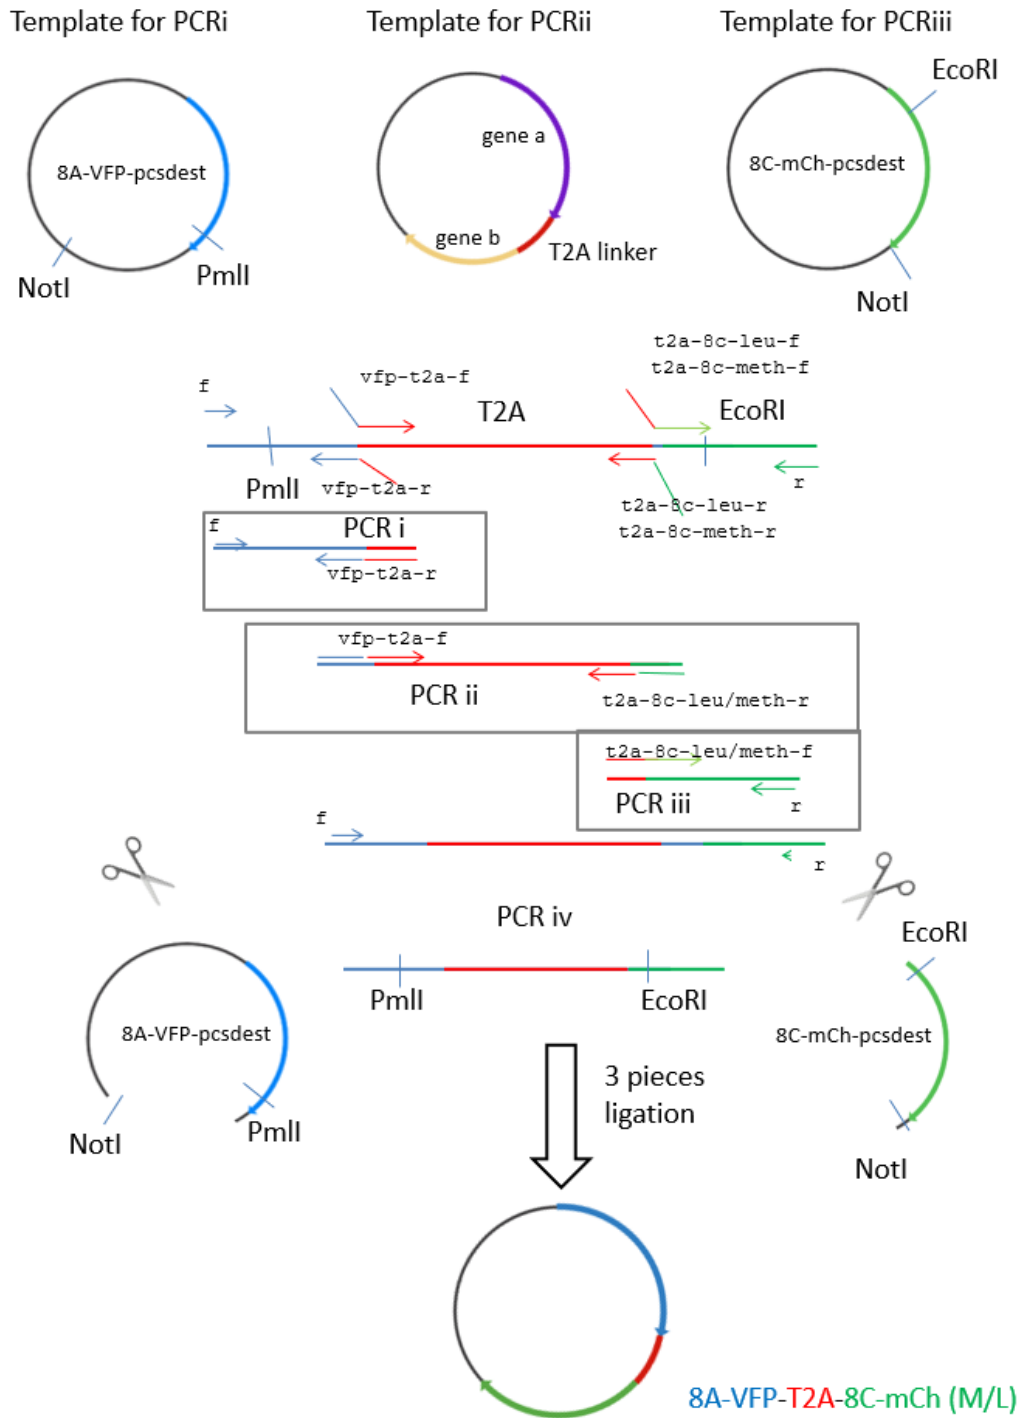 Template for PCRi
Template for PCRii
Template for PCRiii
EcoRI
8A-VFP-pcsdest
gene a
8C-mCh-pcsdest
gene b
T2A linker
NotI
PmlI
NotI
t2a-8c-leu-f
t2a-8c-meth-f
vfp-t2a-f
f
T2A
EcoRI
PmlI
vfp-t2a-r
r
t2a-8c-leu-r
t2a-8c-meth-r
f
PCR i
vfp-t2a-r
vfp-t2a-f
PCR ii
t2a-8c-leu/meth-r
t2a-8c-leu/meth-f
PCR iii
r
f
r
PCR iv
EcoRI
PmlI
EcoRI
8A-VFP-pcsdest
8C-mCh-pcsdest
3 pieces
ligation
NotI
PmlI
NotI
8A-VFP-T2A-8C-mCh (M/L)